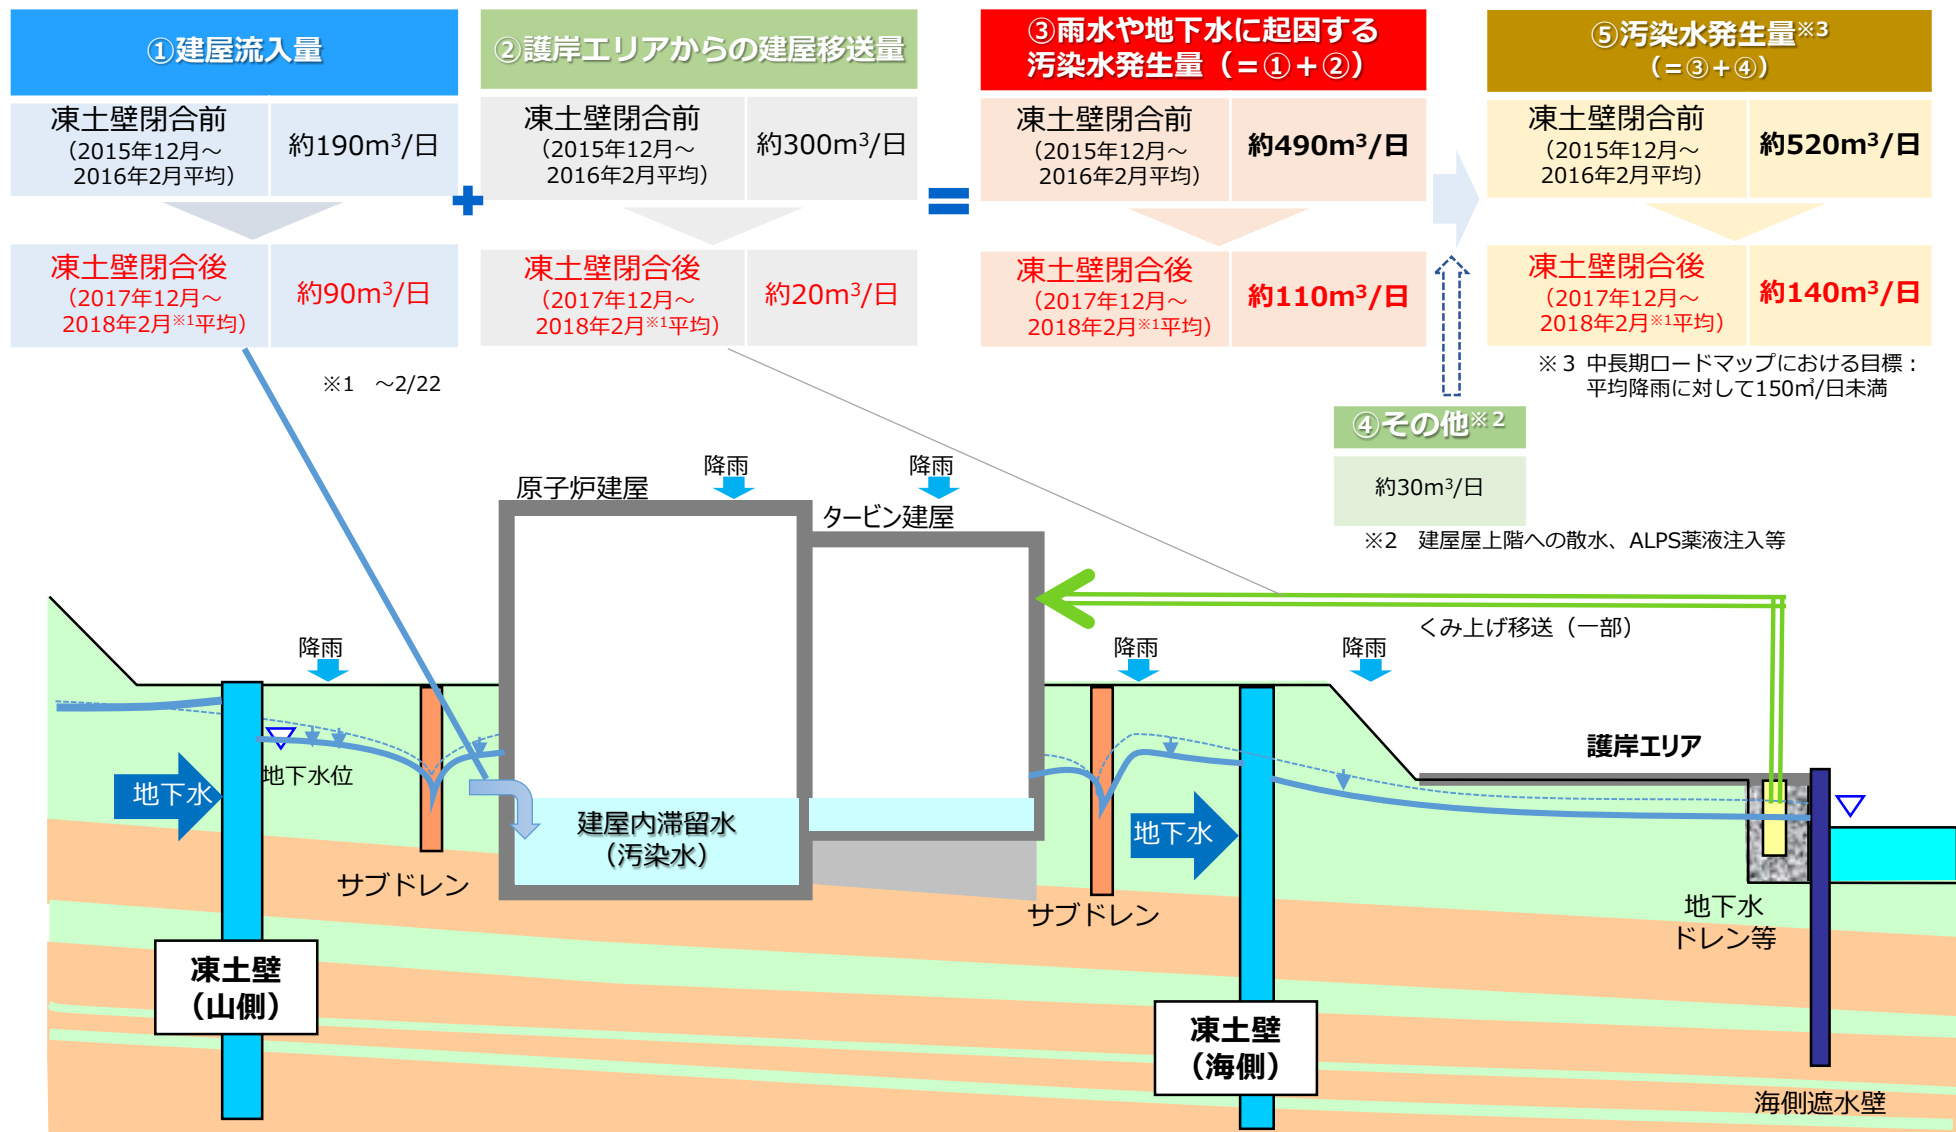 ①建屋流入量
凍土壁閉合前
（2015年12月～
2016年2月平均）
約190m³/日
凍土壁閉合後
（2017年12月～
2018年2月※1平均）
約90m³/日
※1　～2/22
＋
②護岸エリアからの建屋移送量
凍土壁閉合前
（2015年12月～
2016年2月平均）
約300m³/日
凍土壁閉合後
（2017年12月～
2018年2月※1平均）
約20m³/日
＝
③雨水や地下水に起因する
汚染水発生量（＝①＋②）
凍土壁閉合前
（2015年12月～
2016年2月平均）
約490m³/日
凍土壁閉合後
（2017年12月～
2018年2月※1平均）
約110m³/日
⑤汚染水発生量※3
（＝③＋④）
凍土壁閉合前
（2015年12月～
2016年2月平均）
約520m³/日
凍土壁閉合後
（2017年12月～
2018年2月※1平均）
約140m³/日
※３ 中長期ロードマップにおける目標：
平均降雨に対して150㎥/日未満
④その他※２
約30m³/日
※2　建屋屋上階への散水、ALPS薬液注入等
降雨
降雨
原子炉建屋
タービン建屋
くみ上げ移送（一部）
降雨
降雨
降雨
護岸エリア
地下水位
地下水
建屋内滞留水
（汚染水）
地下水
サブドレン
サブドレン
地下水
ドレン等
凍土壁
（山側）
凍土壁
（海側）
海側遮水壁